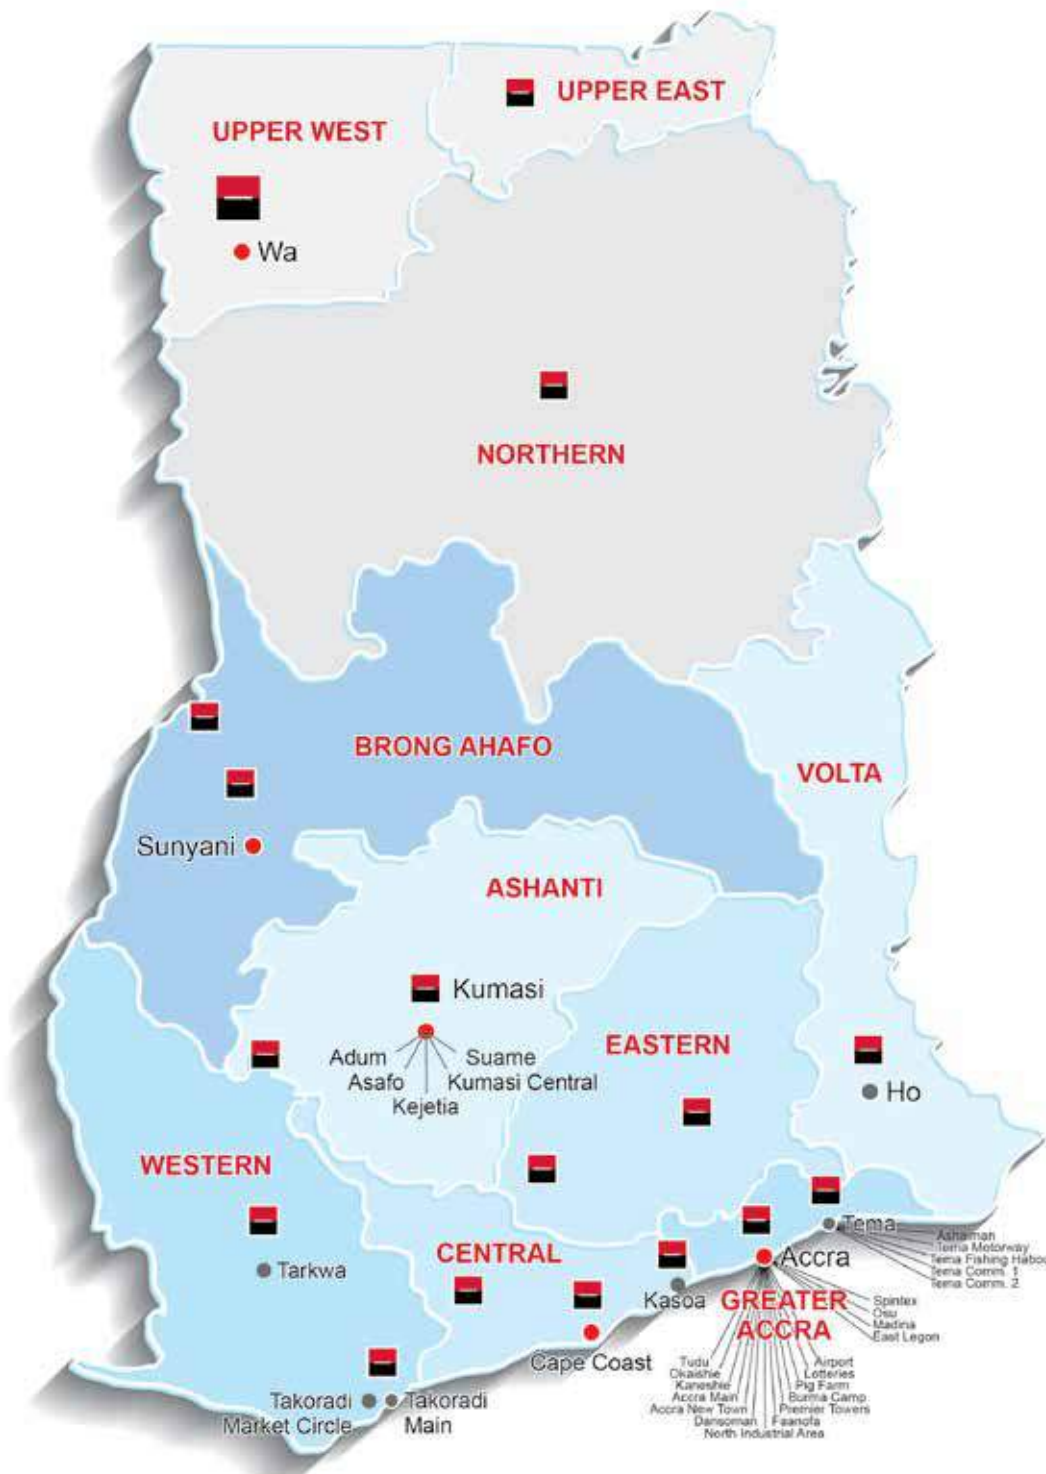 UPPER EAST
UPPER WEST
Wa
NORTHERN
BRONG AHAFO
VOLTA
Sunyani
ASHANTI
Kumasi
Adum
Suame
Asafo
Kumasi Central
Kejetia
EASTERN
Ho
WESTERN
Tema
Ashaiman
Tema Motorway
Tema Fishing Habou
Tema Comm. 1
Tema Comm. 2
CENTRAL
Accra
Tarkwa
Kasoa
GREATER
ACCRA
Spintex
Osu
Madina
East Legon
Cape Coast
Tudu
Okaishie
Kaneshie
Accra Main
Accra New Town
Dansoman
North Industrial Area
Airport
Lotteries
Pig Farm
Burma Camp
Premier Towers
Faanofa
Takoradi
Market Circle
Takoradi
Main